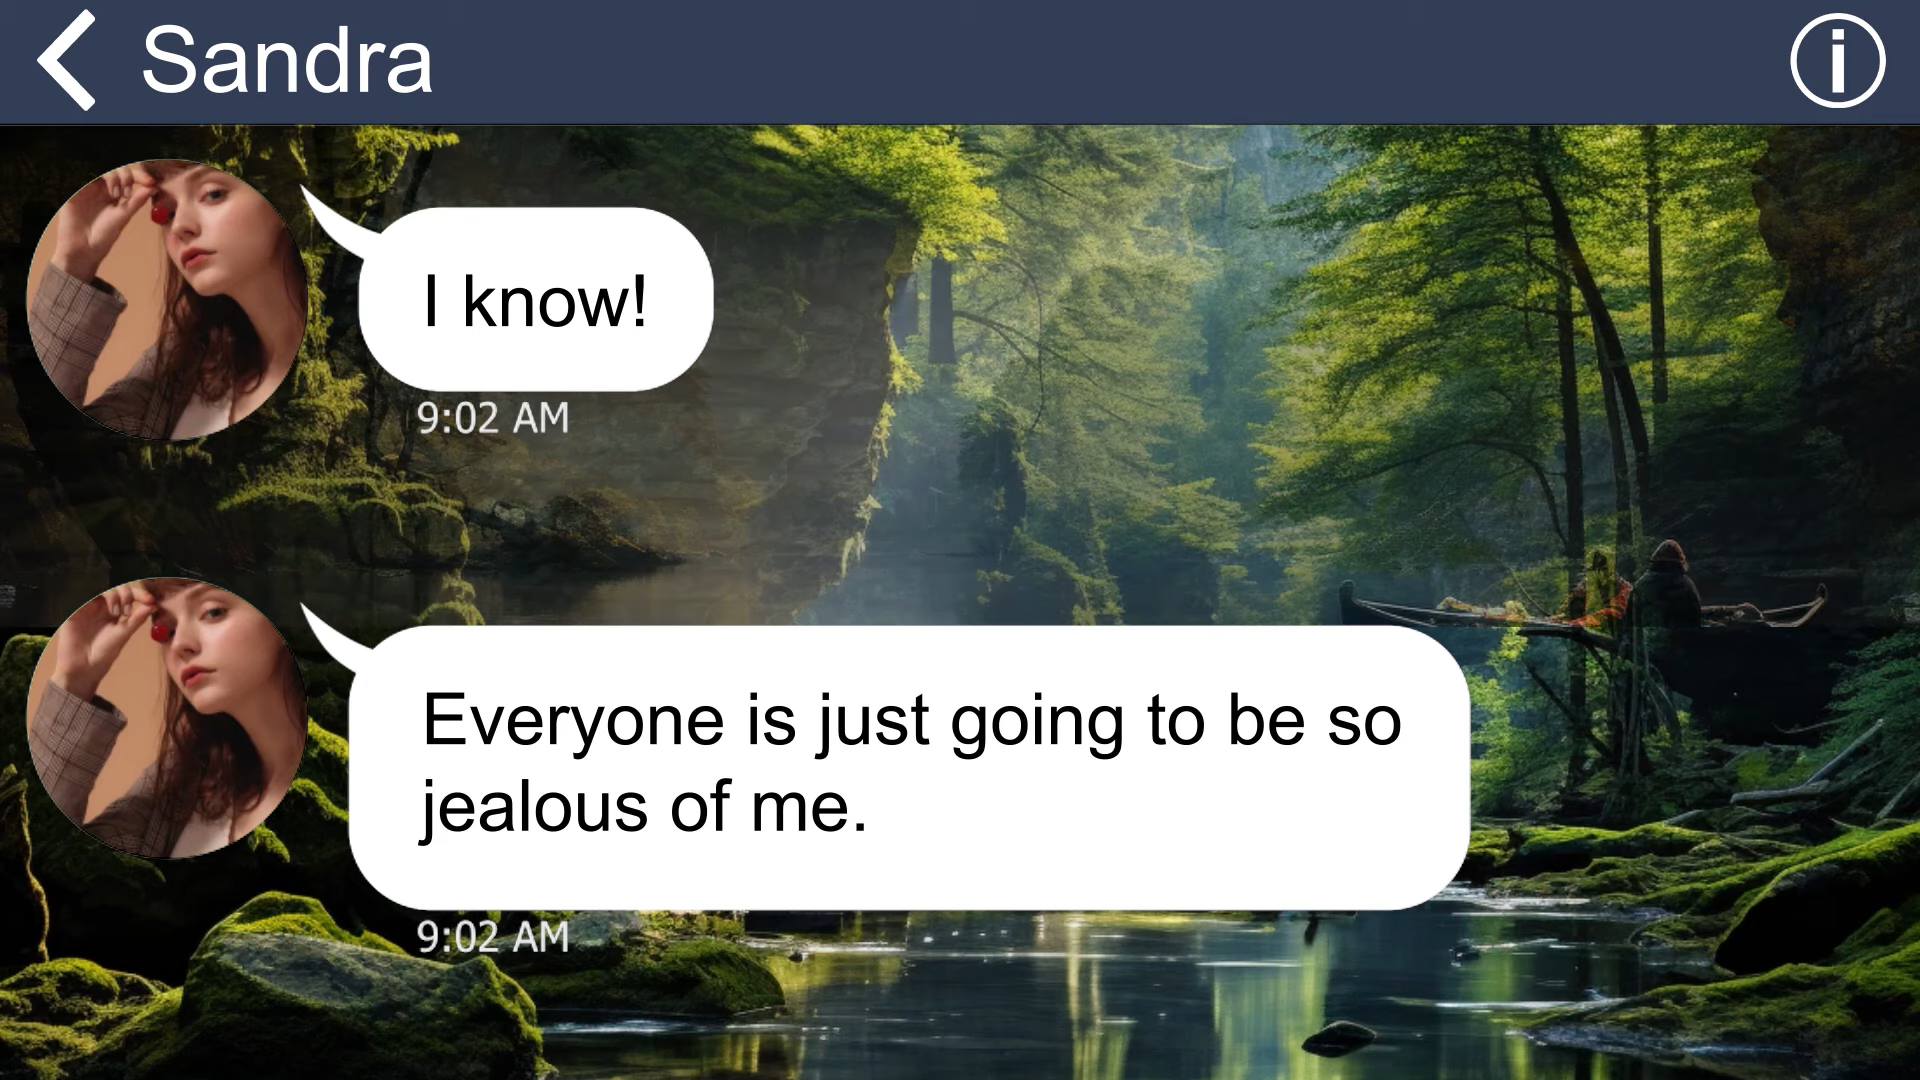 Sandra
I know!
9:02 AM
Everyone is just going to be so
jealous of me.
9:02 AM